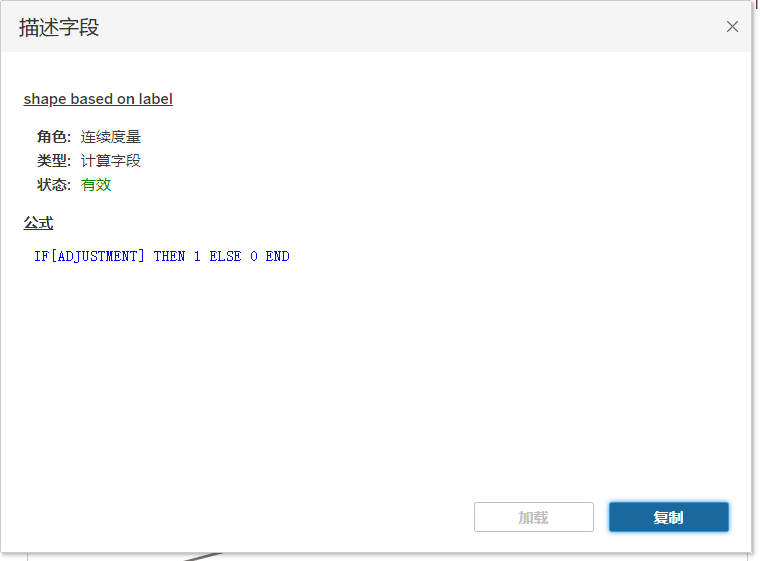 描述字段
shape based on label
角色: 连续度量
类型: 计算字段
状态: 有效
公式
IF[ADJUSTMENT] THEN 1 ELSE 0 END
加载
复制